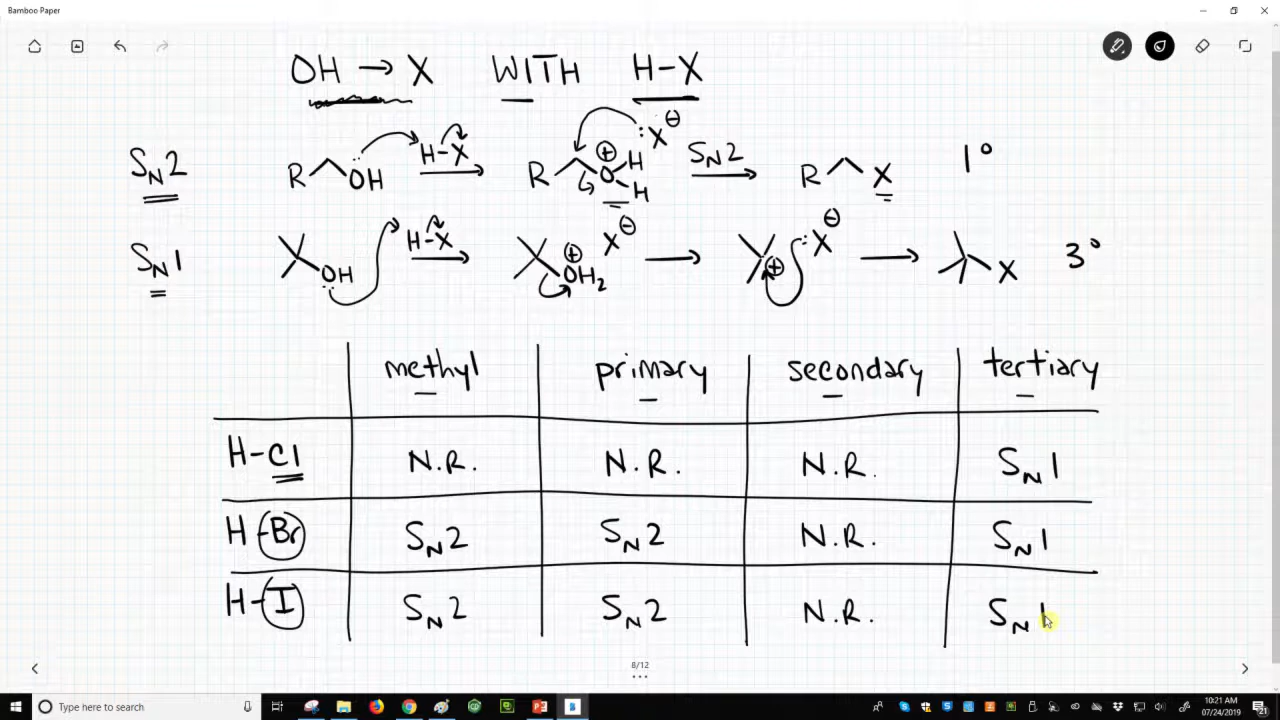 Bamboo Paper
OH → X WITH H-X
SN2 R OH H-X R O H H ⊕ :X ⊖ SN2 R X 1°
SN1 OH H-X OH2 ⊕ X ⊖ ⊕ :X ⊖ X 3°
methyl primary secondary tertiary
H-Cl N.R. N.R. N.R. SN1
H-Br SN2 SN2 N.R. SN1
H-I SN2 SN2 N.R. SN1
8/12
Type here to search
10:21 AM
07/24/2019
21